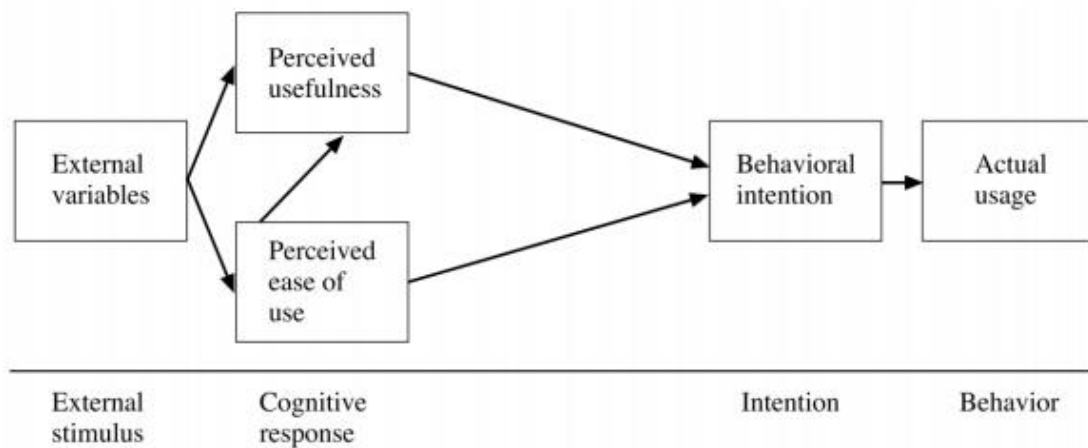 Perceived
usefulness
External
variables
Behavioral
intention
Actual
usage
Perceived
ease of
use
External
stimulus
Cognitive
response
Intention
Behavior